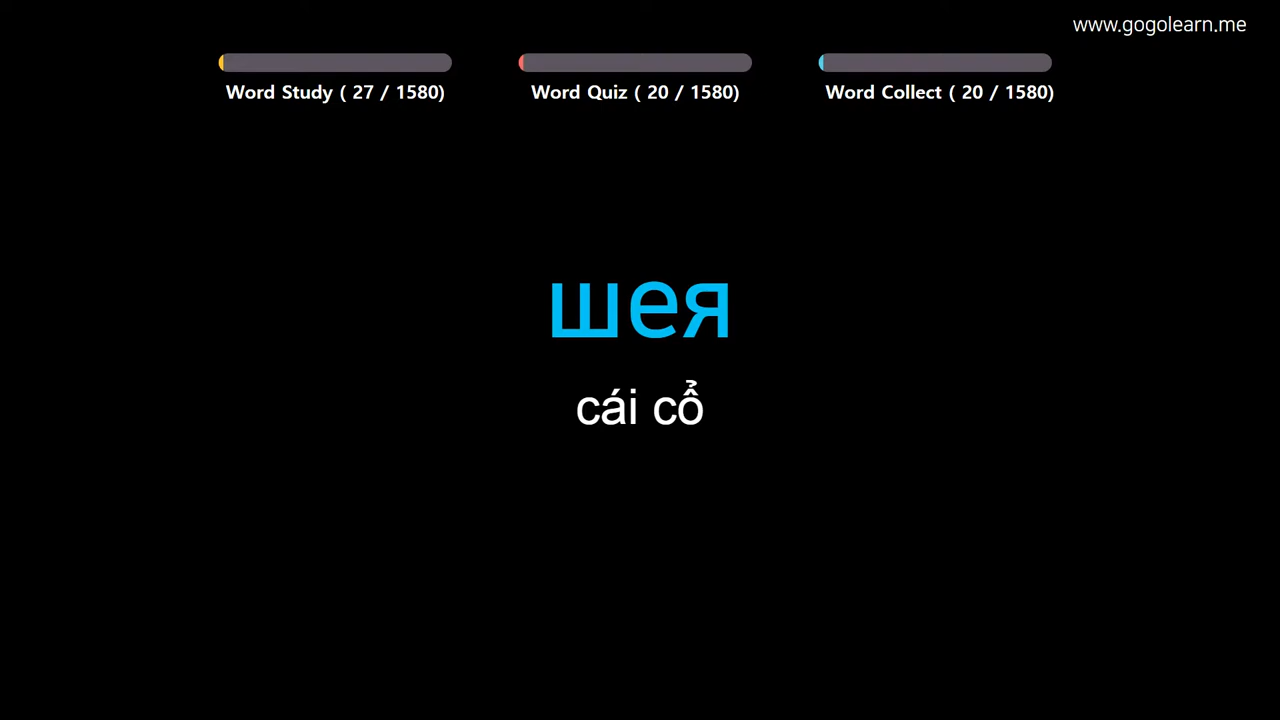 www.gogolearn.me
Word Study ( 27 / 1580)
Word Quiz ( 20 / 1580)
Word Collect ( 20 / 1580)
шея
cái cổ